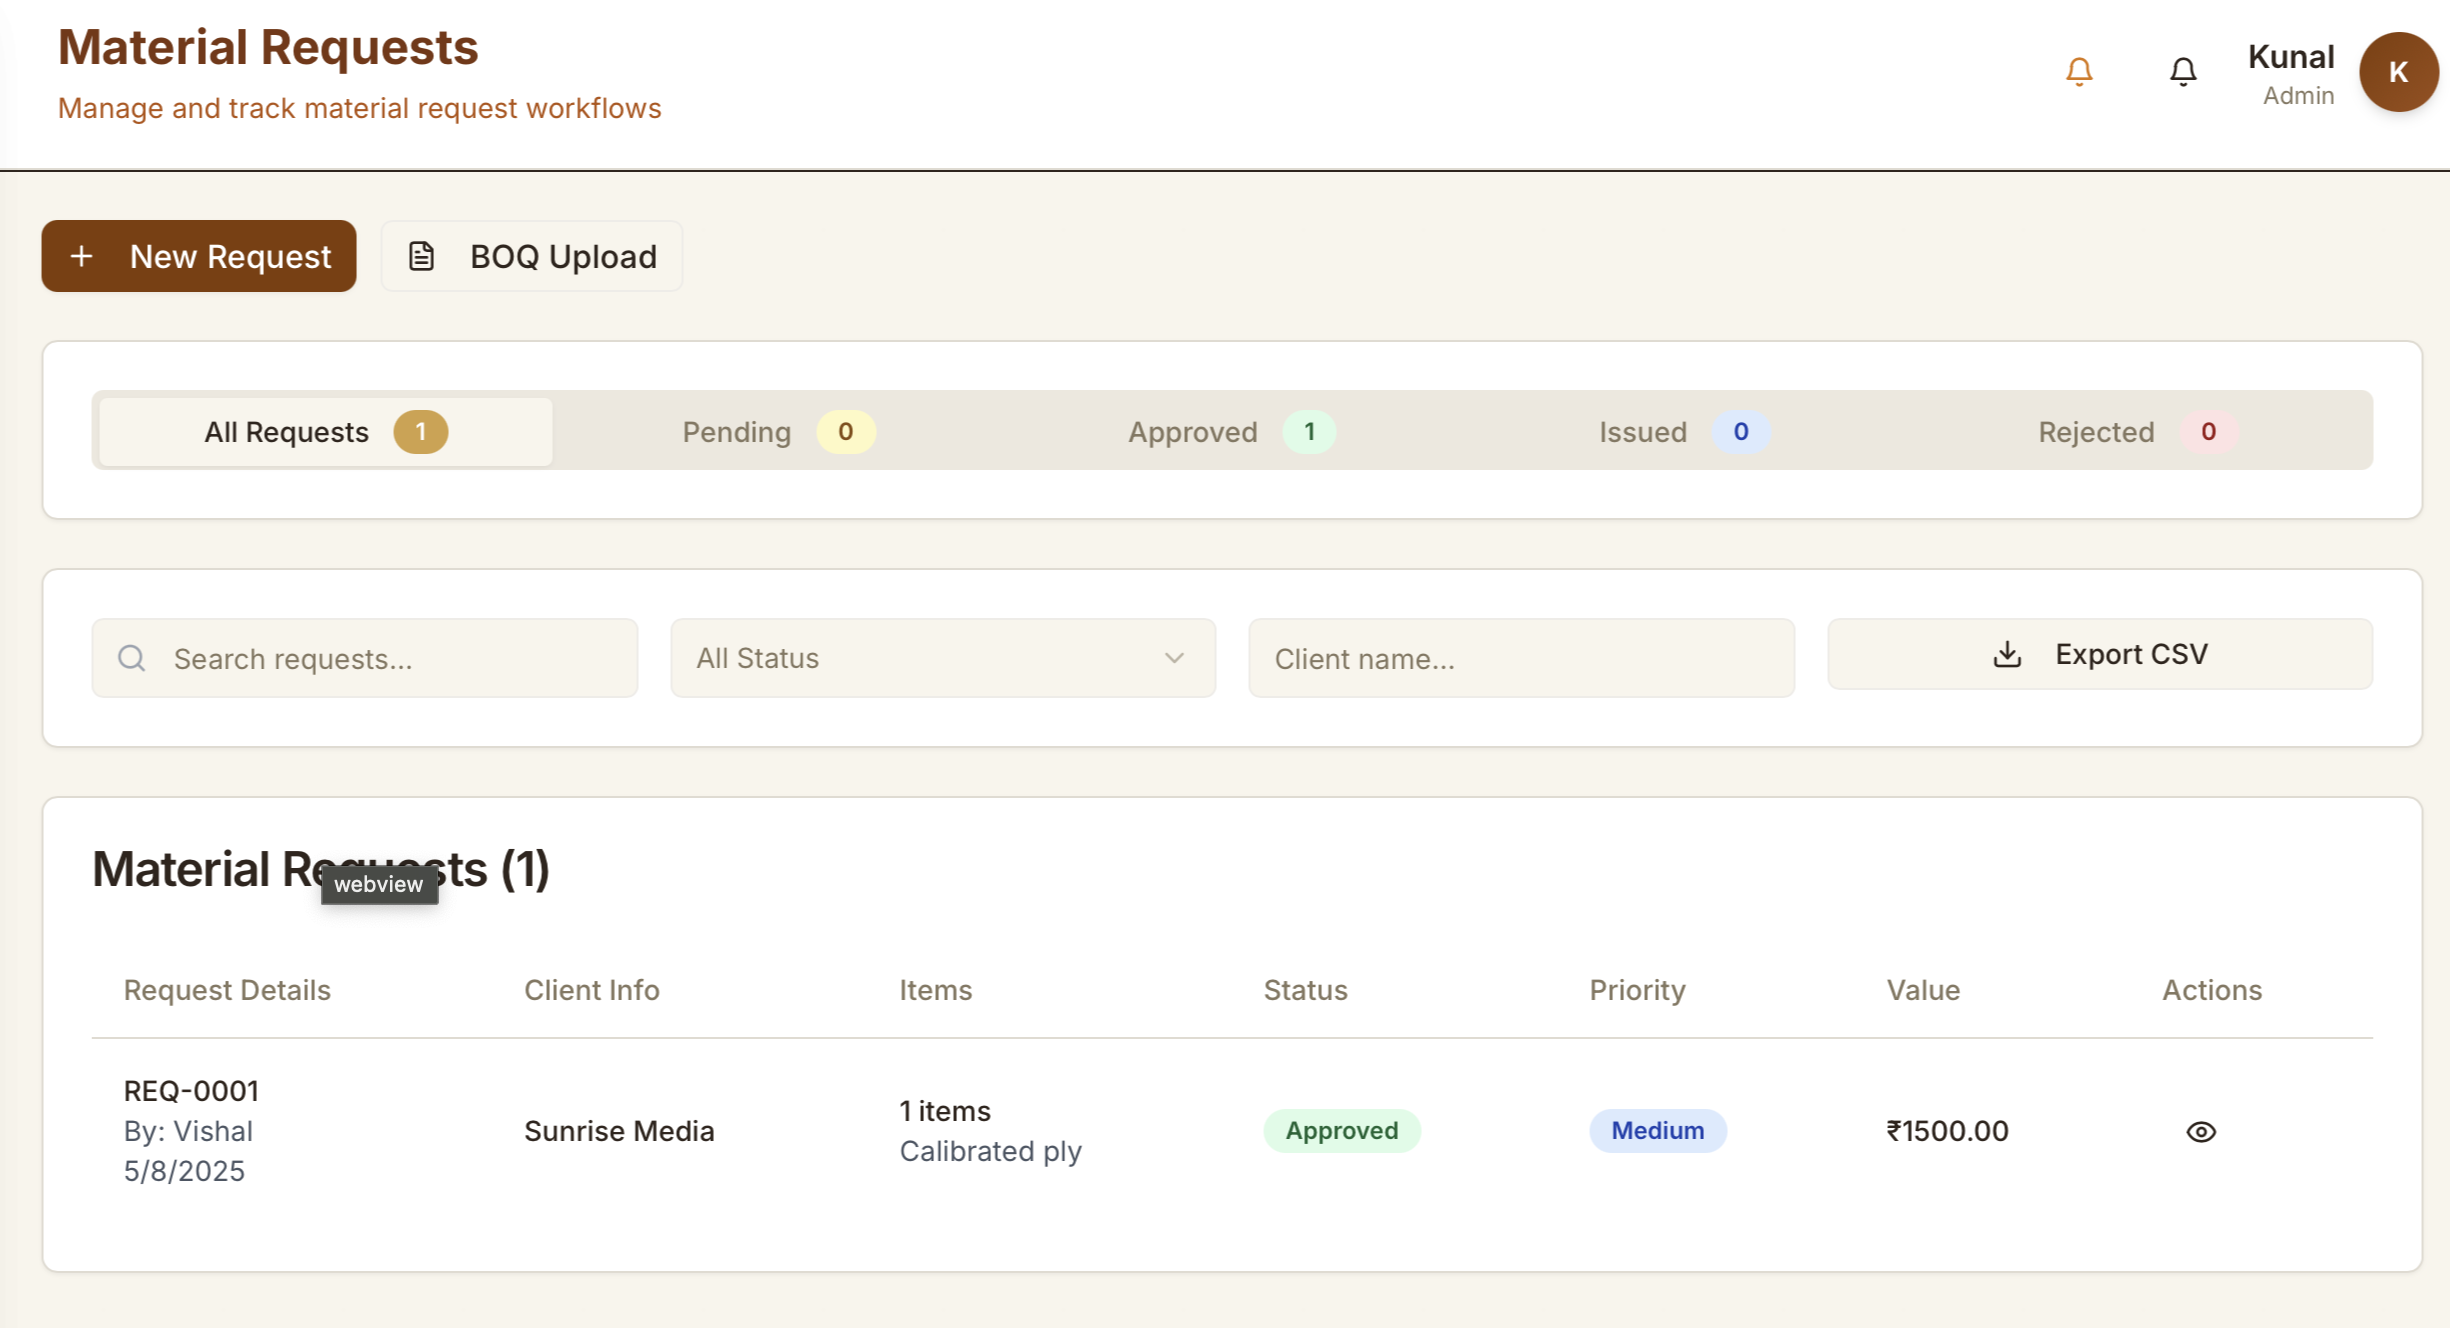 Material Requests
Manage and track material request workflows
Kunal
Admin
K
+ New Request
BOQ Upload
All Requests 1
Pending 0
Approved 1
Issued 0
Rejected 0
Search requests...
All Status
Client name...
Export CSV
Material Requests (1)
webview
Request Details Client Info Items Status Priority Value Actions
REQ-0001
By: Vishal
5/8/2025
Sunrise Media
1 items
Calibrated ply
Approved
Medium
₹1500.00